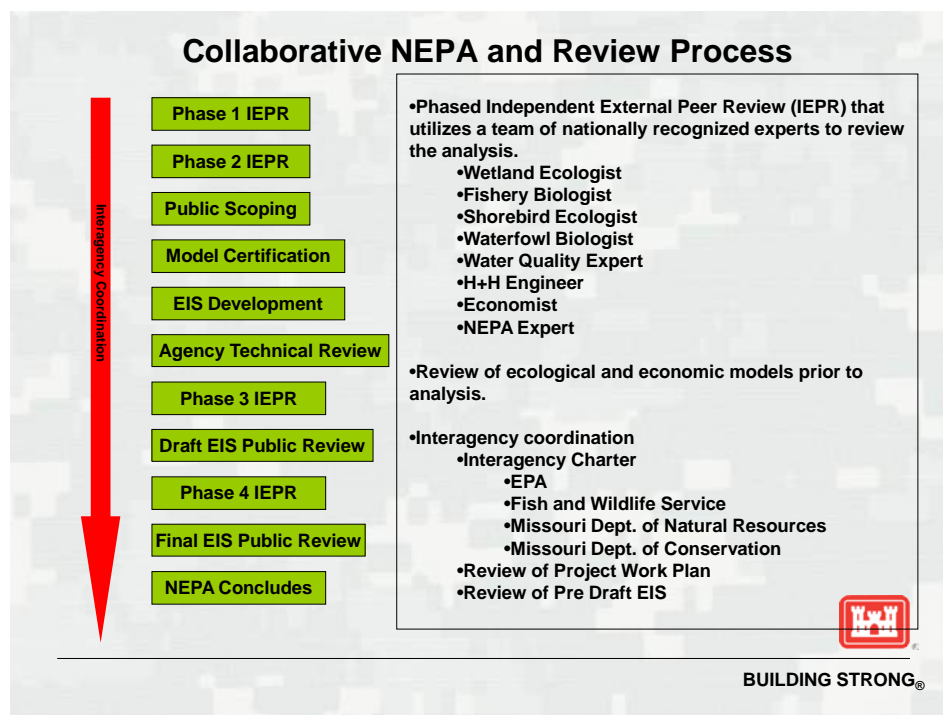 Collaborative NEPA and Review Process
Interagency Coordination
Phase 1 IEPR
Phase 2 IEPR
Public Scoping
Model Certification
EIS Development
Agency Technical Review
Phase 3 IEPR
Draft EIS Public Review
Phase 4 IEPR
Final EIS Public Review
NEPA Concludes
•Phased Independent External Peer Review (IEPR) that
utilizes a team of nationally recognized experts to review
the analysis.
•Wetland Ecologist
•Fishery Biologist
•Shorebird Ecologist
•Waterfowl Biologist
•Water Quality Expert
•H+H Engineer
•Economist
•NEPA Expert
•Review of ecological and economic models prior to
analysis.
•Interagency coordination
•Interagency Charter
•EPA
•Fish and Wildlife Service
•Missouri Dept. of Natural Resources
•Missouri Dept. of Conservation
•Review of Project Work Plan
•Review of Pre Draft EIS
®
BUILDING STRONG®